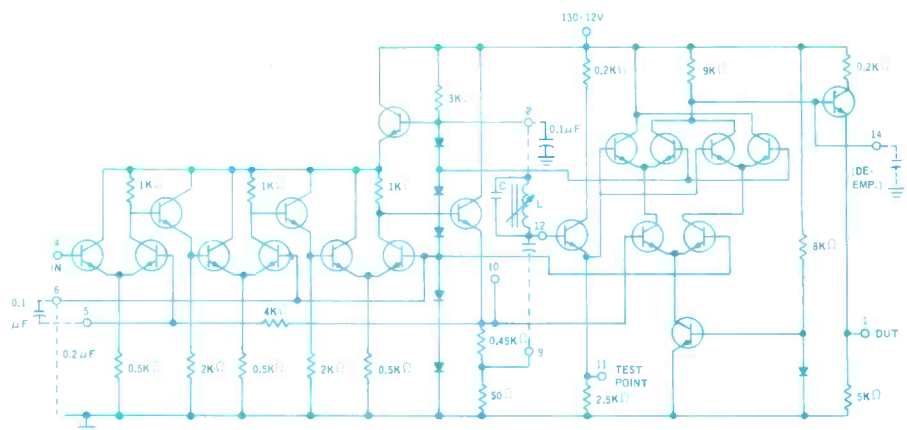 130·12V
0.2KΩ
9KΩ
0.2KΩ
3KΩ
2
0.1µF
14
(DE-
EMP.)
1KΩ
1KΩ
1KΩ
C
L
12
4
IN
8KΩ
6
10
0.1
µF
5
4KΩ
1
OUT
0.45KΩ
9
0.2µF
0.5KΩ
2KΩ
0.5KΩ
2KΩ
0.5KΩ
11
TEST
POINT
50Ω
2.5KΩ
5KΩ